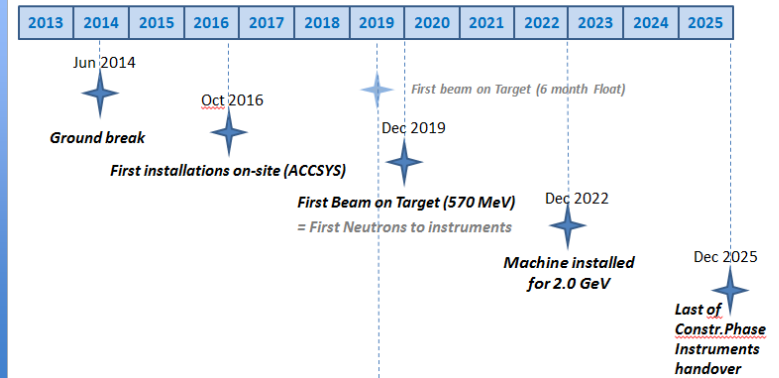 2013 2014 2015 2016 2017 2018 2019 2020 2021 2022 2023 2024 2025
Jun 2014
Ground break
Oct 2016
First installations on-site (ACCSYS)
First beam on Target (6 month Float)
Dec 2019
First Beam on Target (570 MeV)
= First Neutrons to instruments
Dec 2022
Machine installed
for 2.0 GeV
Dec 2025
Last of
Constr.Phase
Instruments
handover